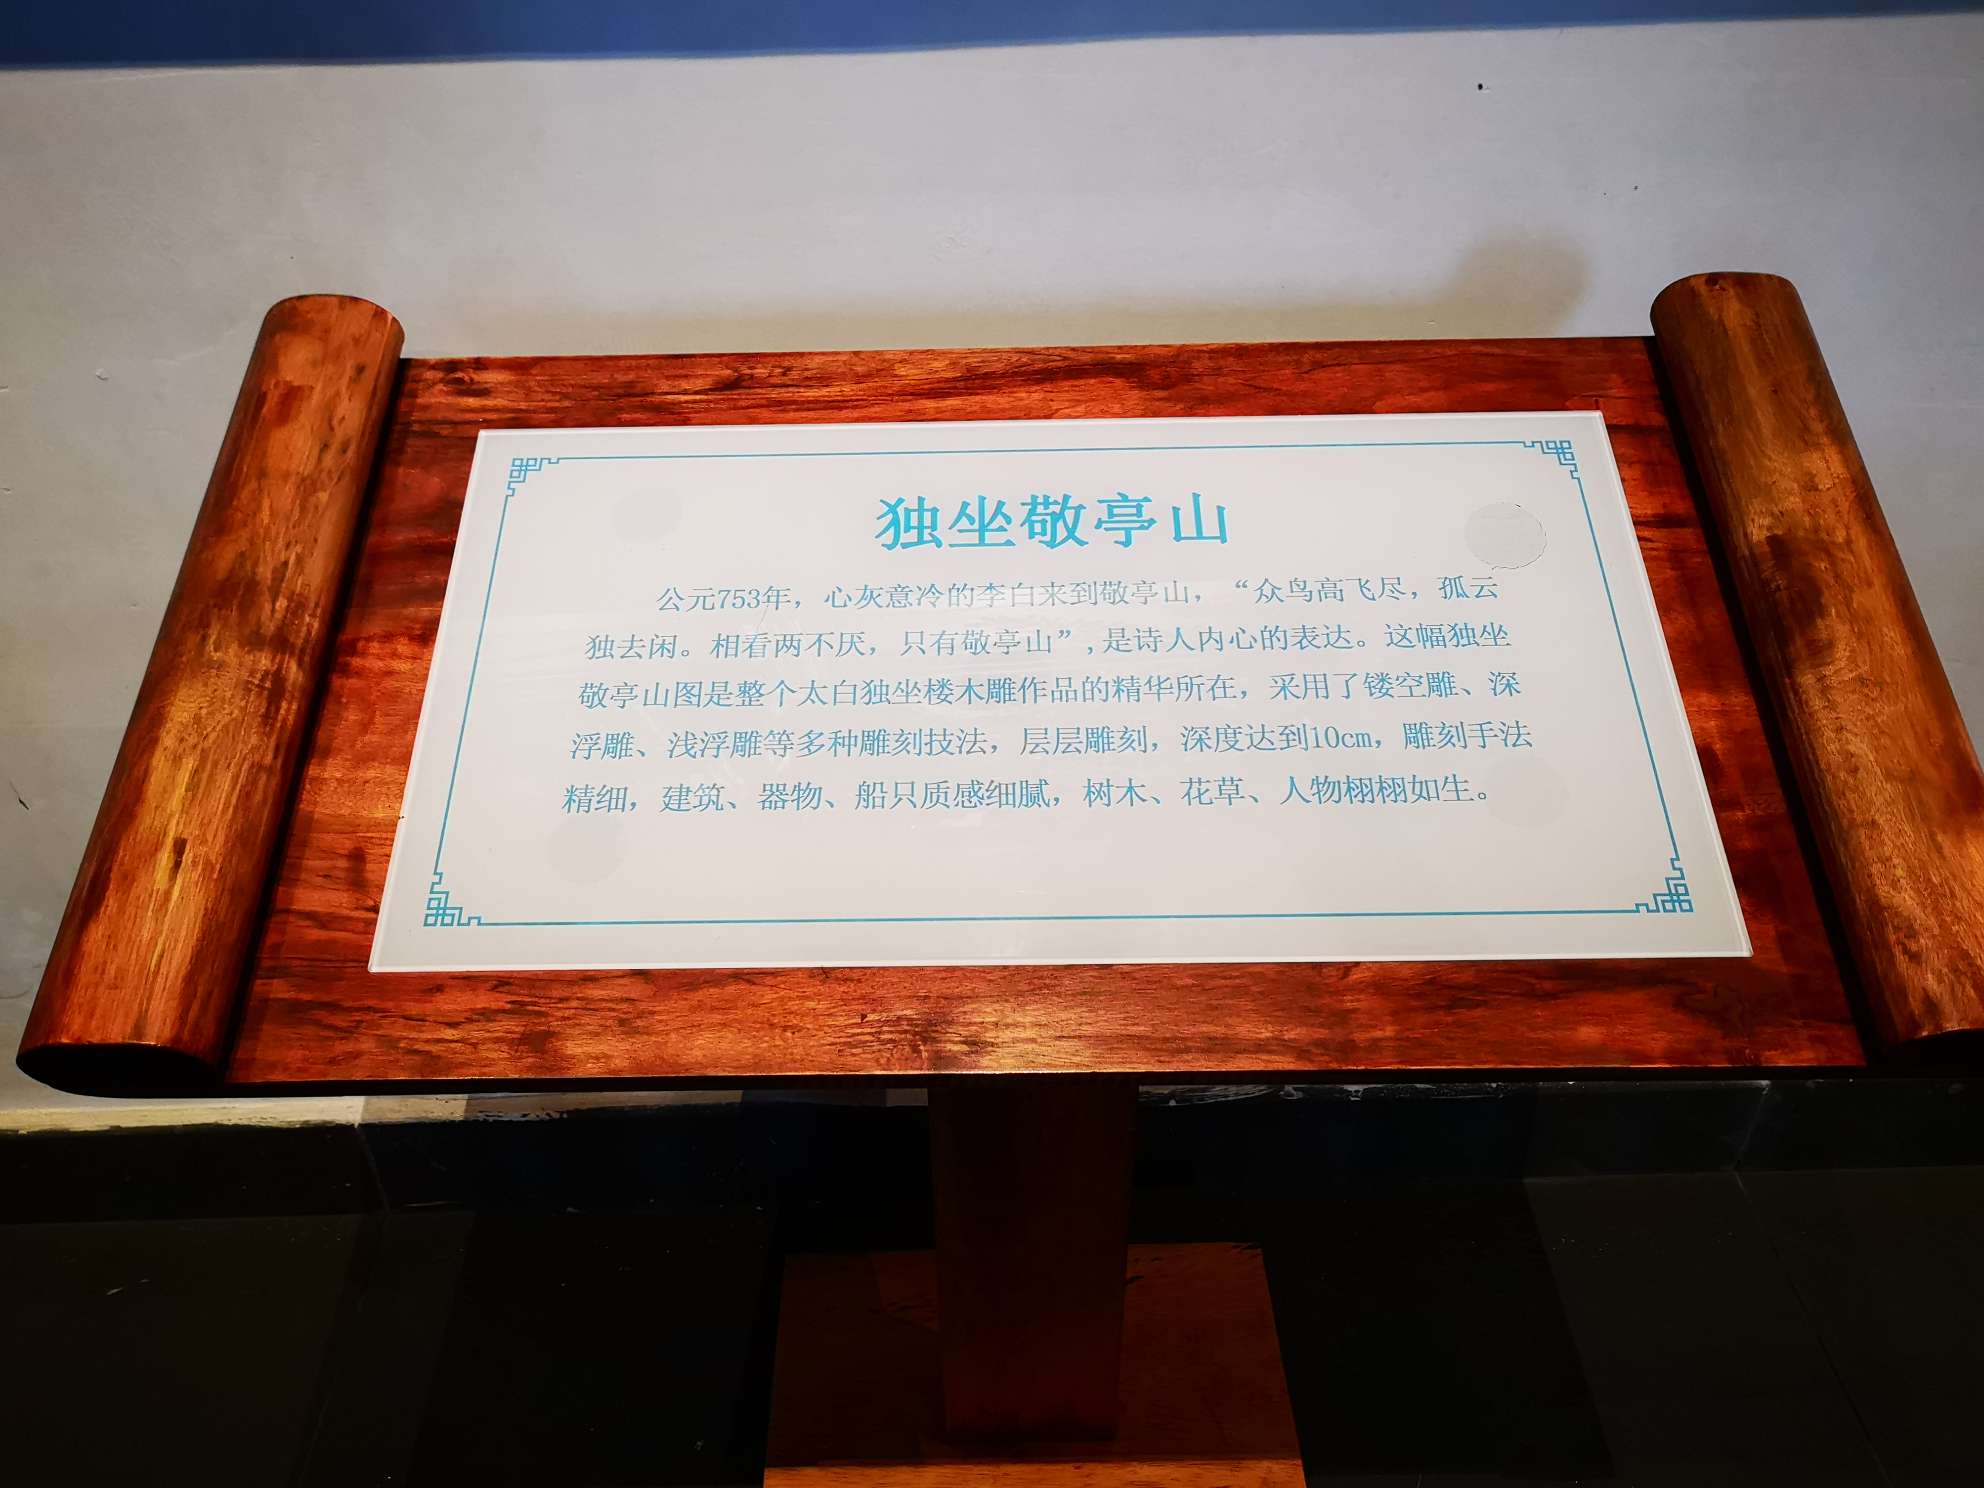 独坐敬亭山
公元753年，心灰意冷的李白来到敬亭山，“众鸟高飞尽，孤云
独去闲。相看两不厌，只有敬亭山”,是诗人内心的表达。这幅独坐
敬亭山图是整个太白独坐楼木雕作品的精华所在，采用了镂空雕、深
浮雕、浅浮雕等多种雕刻技法，层层雕刻，深度达到10cm，雕刻手法
精细，建筑、器物、船只质感细腻，树木、花草、人物栩栩如生。